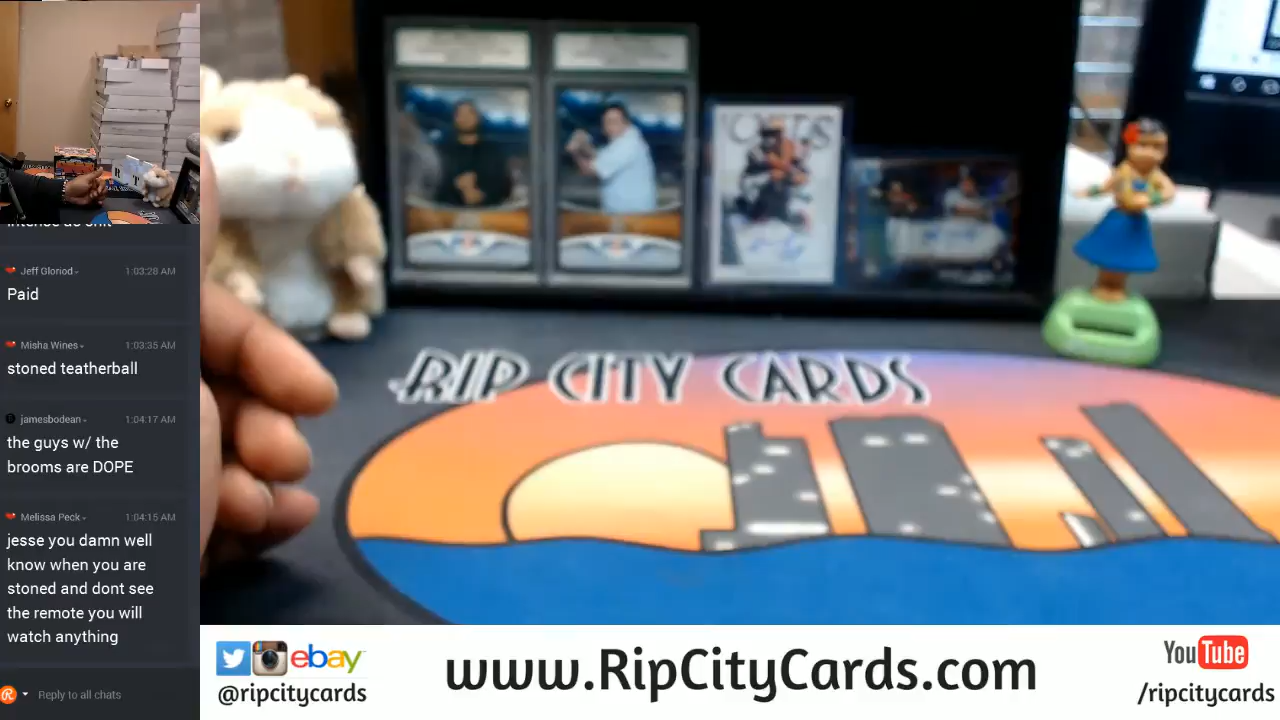 intense as shit
Jeff Gloriod 1:03:28 AM
Paid
Misha Wines 1:03:35 AM
stoned teatherball
jamesbodean 1:04:17 AM
the guys w/ the
brooms are DOPE
Melissa Peck 1:04:15 AM
jesse you damn well
know when you are
stoned and dont see
the remote you will
watch anything
Reply to all chats
RIP CITY CARDS
ebay
@ripcitycards
www.RipCityCards.com
YouTube
/ripcitycards